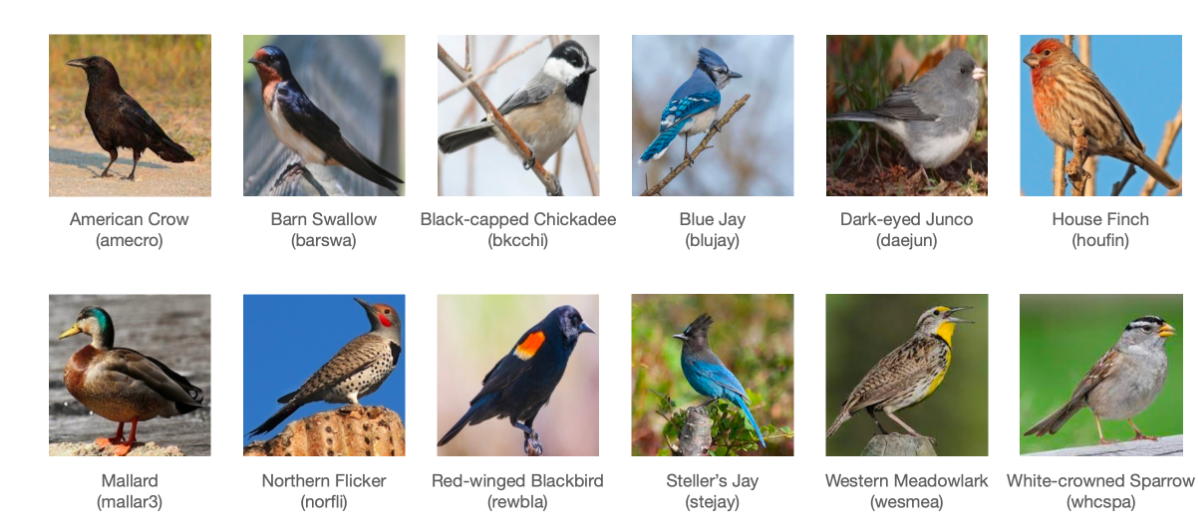 American Crow
(amecro)
Barn Swallow
(barswa)
Black-capped Chickadee
(bkcchi)
Blue Jay
(blujay)
Dark-eyed Junco
(daejun)
House Finch
(houfin)
Mallard
(mallar3)
Northern Flicker
(norfli)
Red-winged Blackbird
(rewbla)
Steller’s Jay
(stejay)
Western Meadowlark
(wesmea)
White-crowned Sparrow
(whcspa)